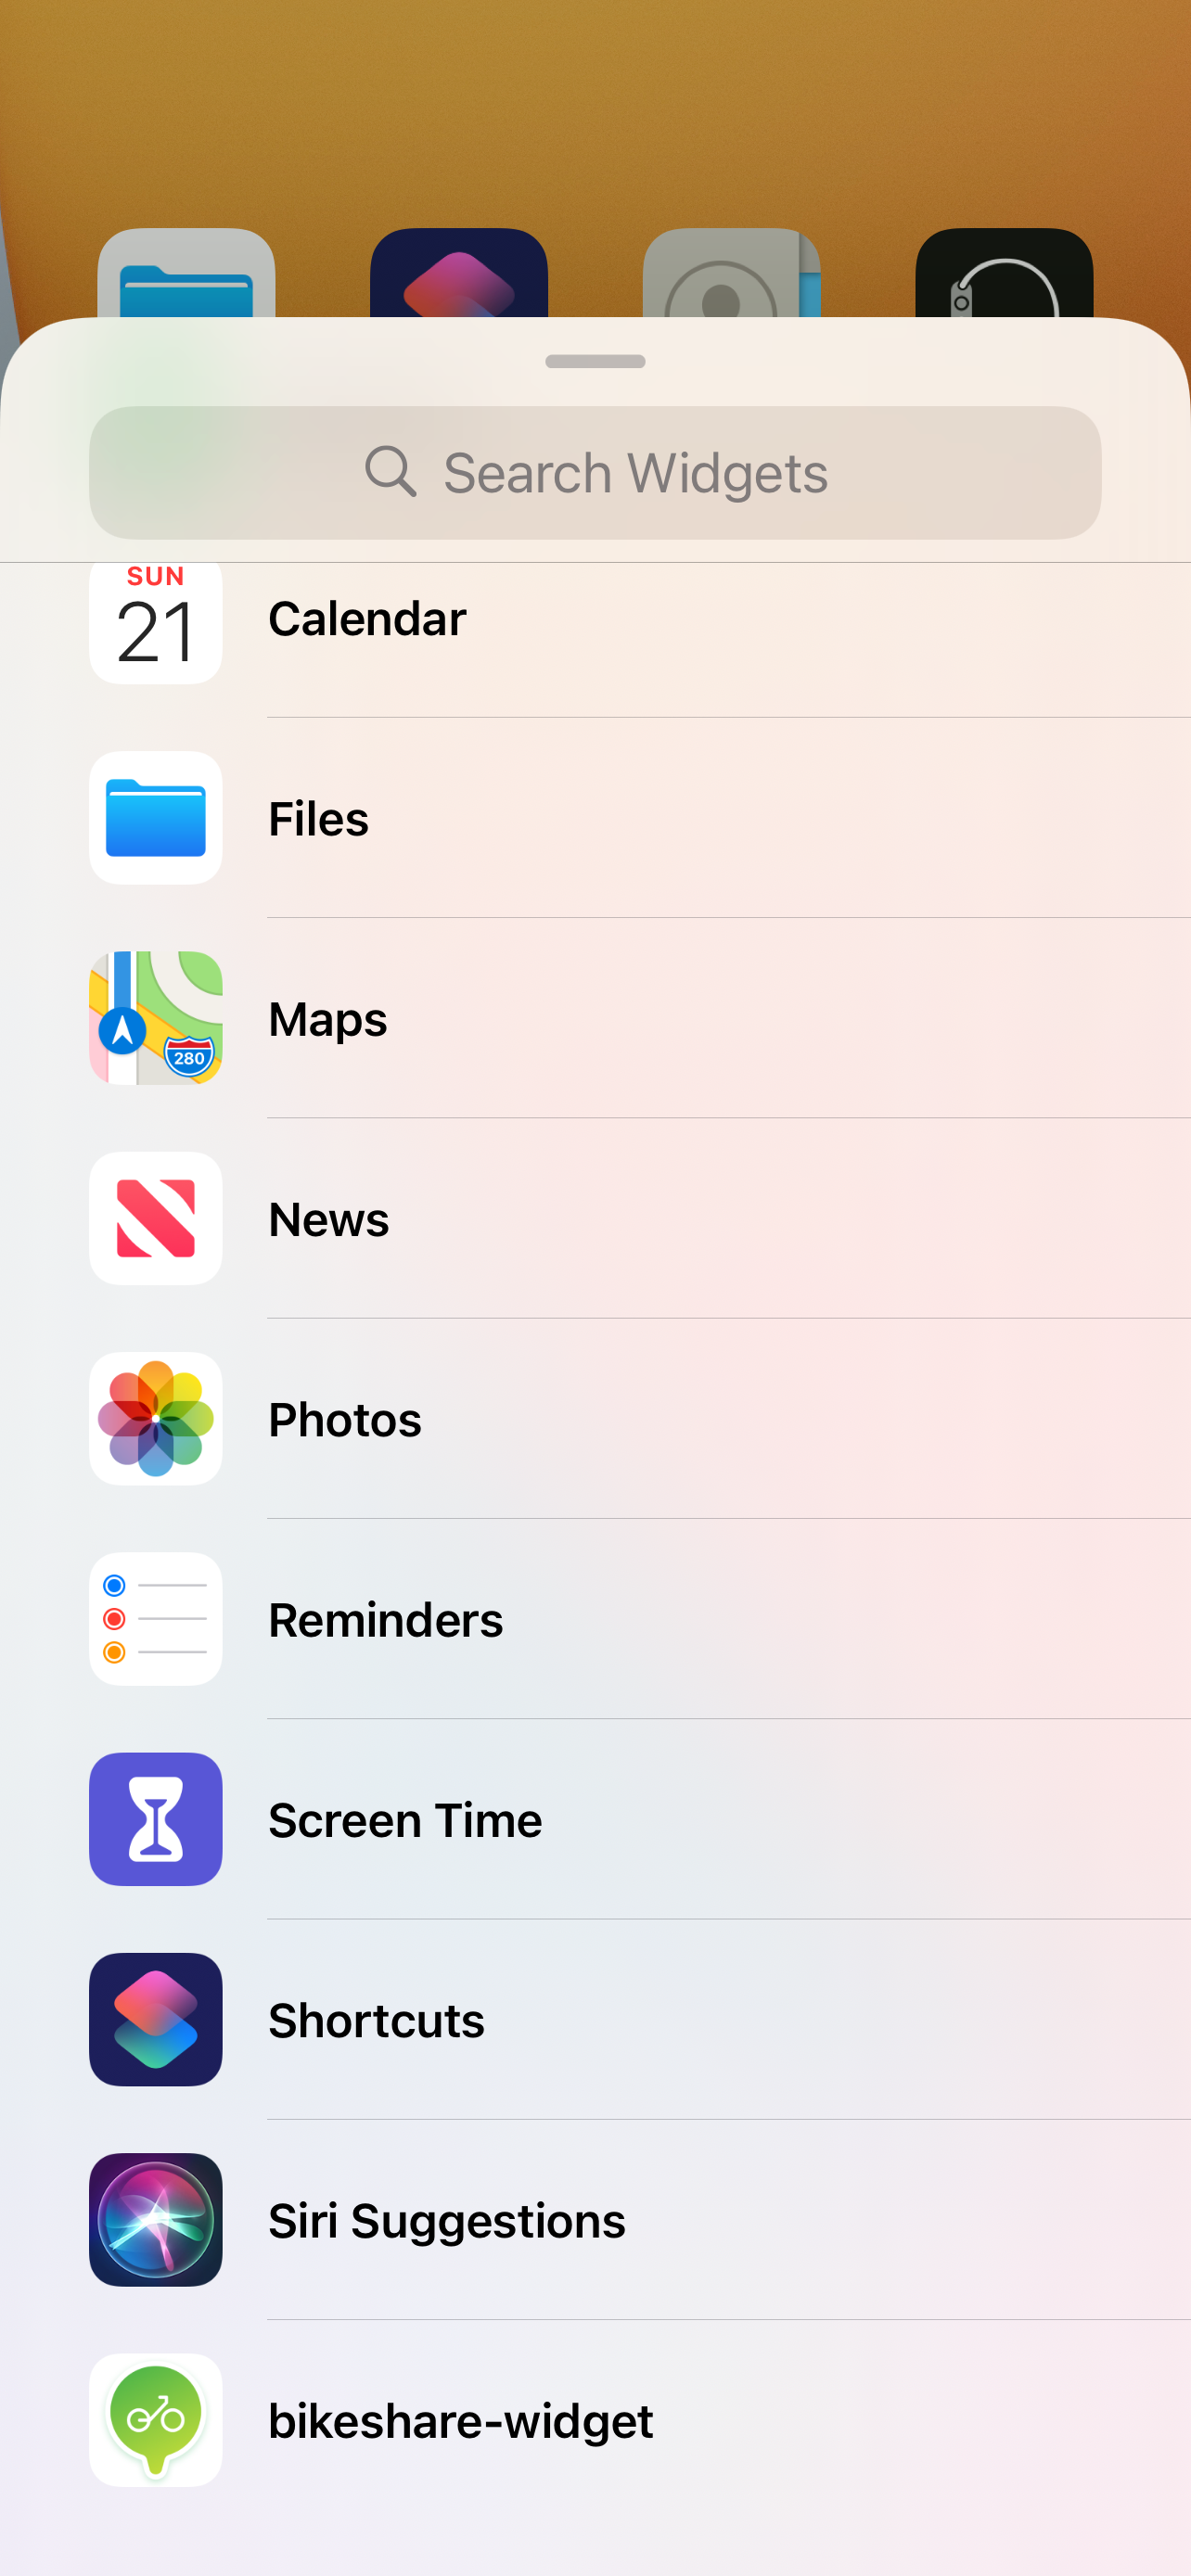 Search Widgets
SUN
21
Calendar
Files
280
Maps
News
Photos
Reminders
Screen Time
Shortcuts
Siri Suggestions
bikeshare-widget